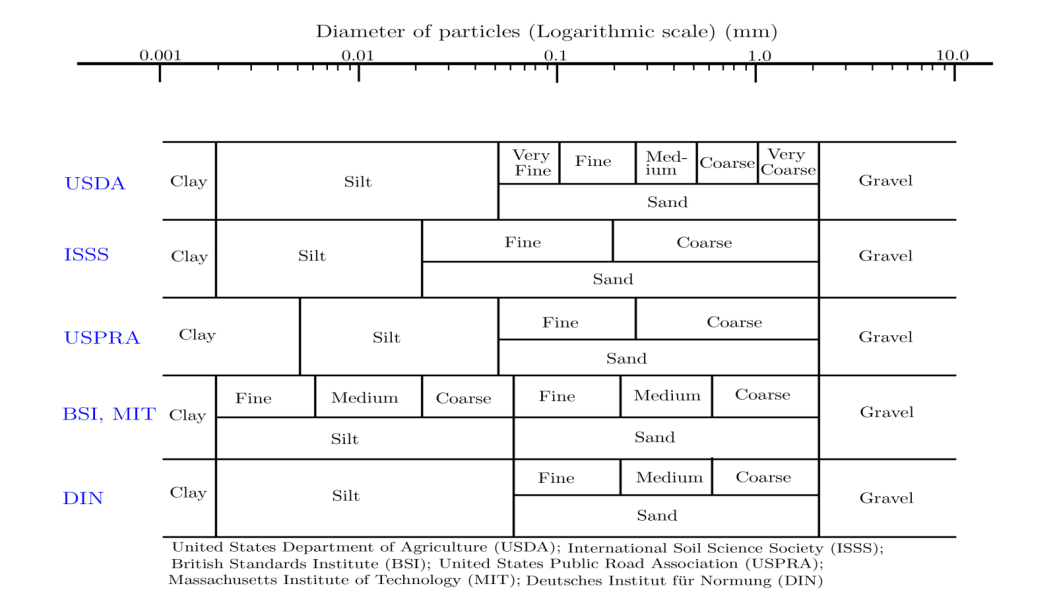 Diameter of particles (Logarithmic scale) (mm)
0.001 0.01 0.1 1.0 10.0
USDA Clay Silt Very Fine Fine Med-ium Coarse Very Coarse Gravel
Sand
ISSS Clay Silt Fine Coarse Gravel
Sand
USPRA Clay Silt Fine Coarse Gravel
Sand
BSI, MIT Clay Fine Medium Coarse Fine Medium Coarse Gravel
Silt Sand
DIN Clay Silt Fine Medium Coarse Gravel
Sand
United States Department of Agriculture (USDA); International Soil Science Society (ISSS);
British Standards Institute (BSI); United States Public Road Association (USPRA);
Massachusetts Institute of Technology (MIT); Deutsches Institut für Normung (DIN)